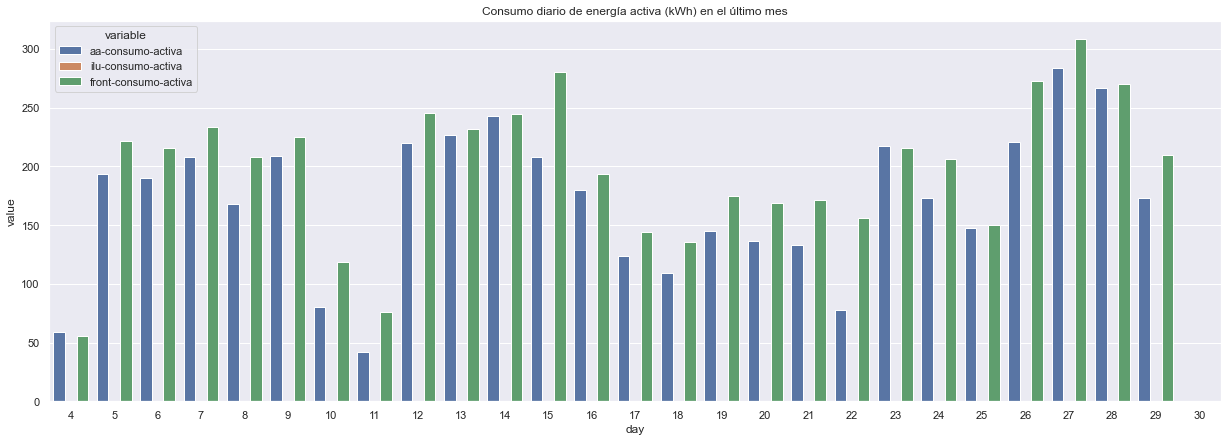 Consumo diario de energía activa (kWh) en el último mes
variable
aa-consumo-activa
ilu-consumo-activa
front-consumo-activa
300
250
200
150
100
50
0
value
4 5 6 7 8 9 10 11 12 13 14 15 16 17 18 19 20 21 22 23 24 25 26 27 28 29 30
day